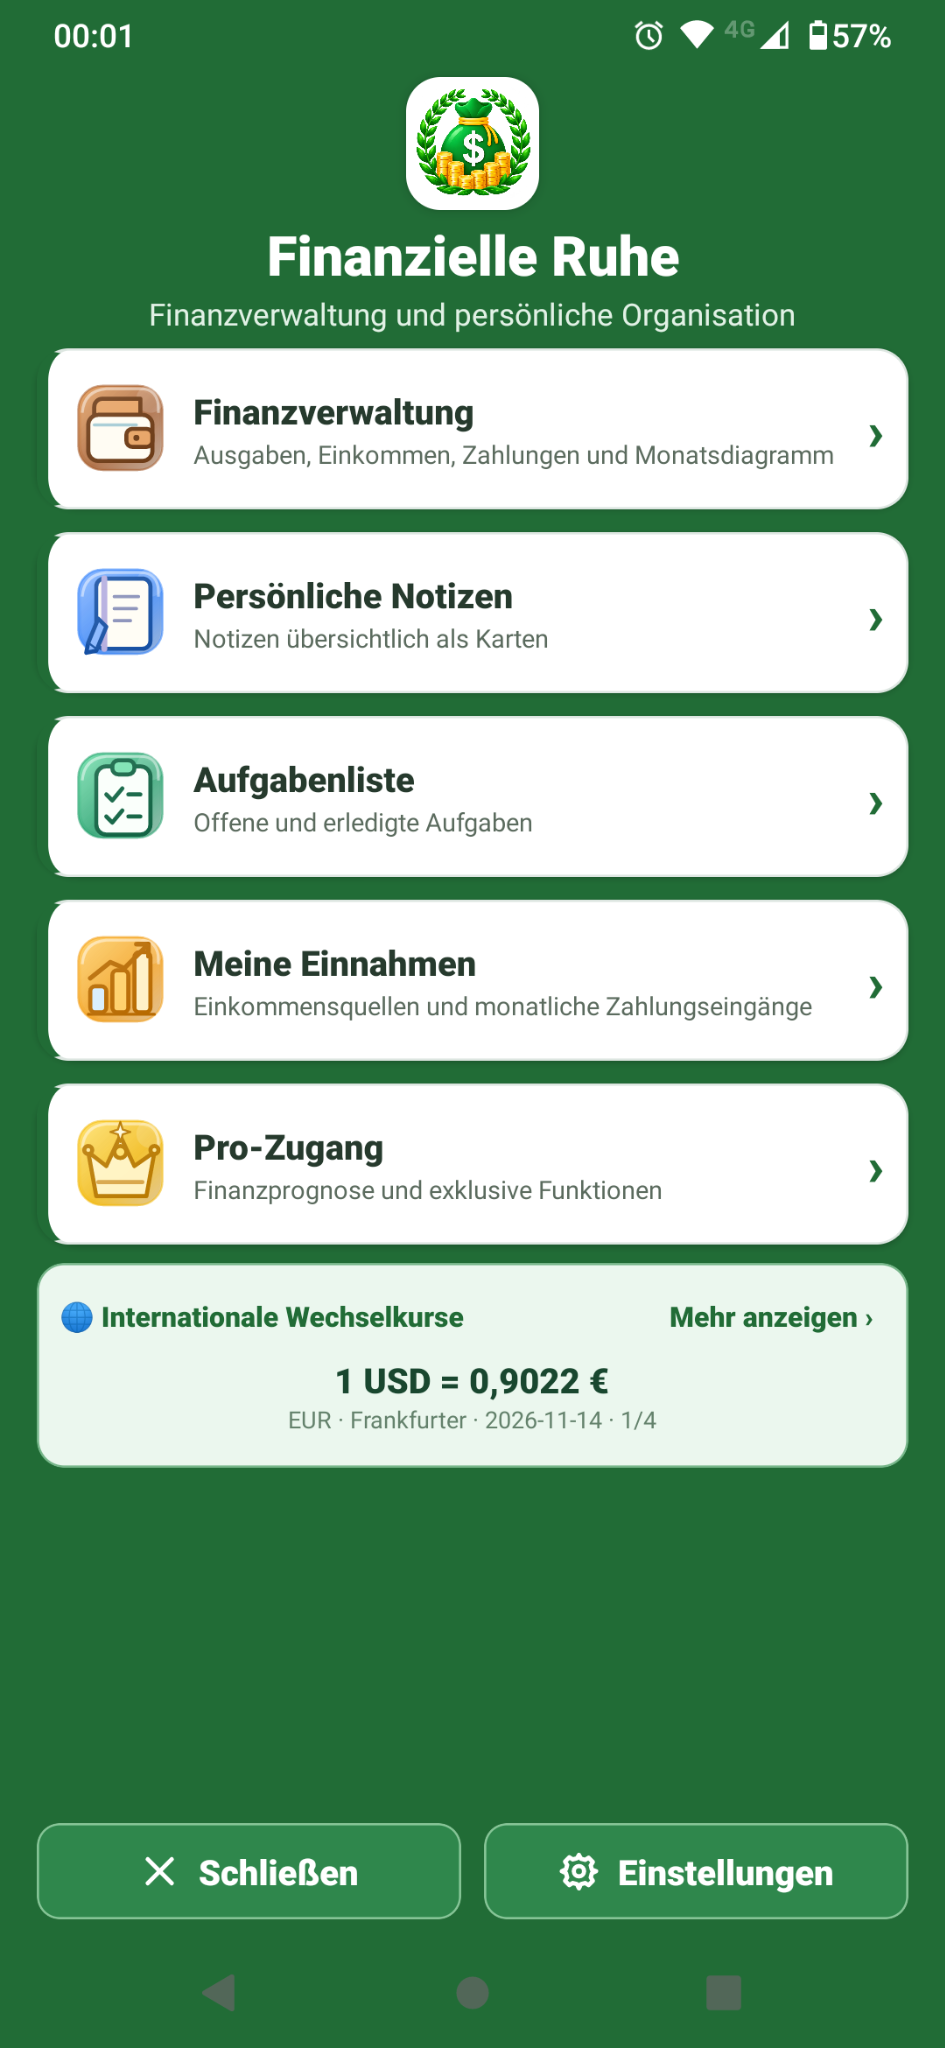 00:01
4G
57%
$
Finanzielle Ruhe
Finanzverwaltung und persönliche Organisation
Finanzverwaltung
Ausgaben, Einkommen, Zahlungen und Monatsdiagramm
›
Persönliche Notizen
Notizen übersichtlich als Karten
›
Aufgabenliste
Offene und erledigte Aufgaben
›
Meine Einnahmen
Einkommensquellen und monatliche Zahlungseingänge
›
Pro-Zugang
Finanzprognose und exklusive Funktionen
›
Internationale Wechselkurse
Mehr anzeigen ›
1 USD = 0,9022 €
EUR · Frankfurter · 2026-11-14 · 1/4
Schließen
Einstellungen